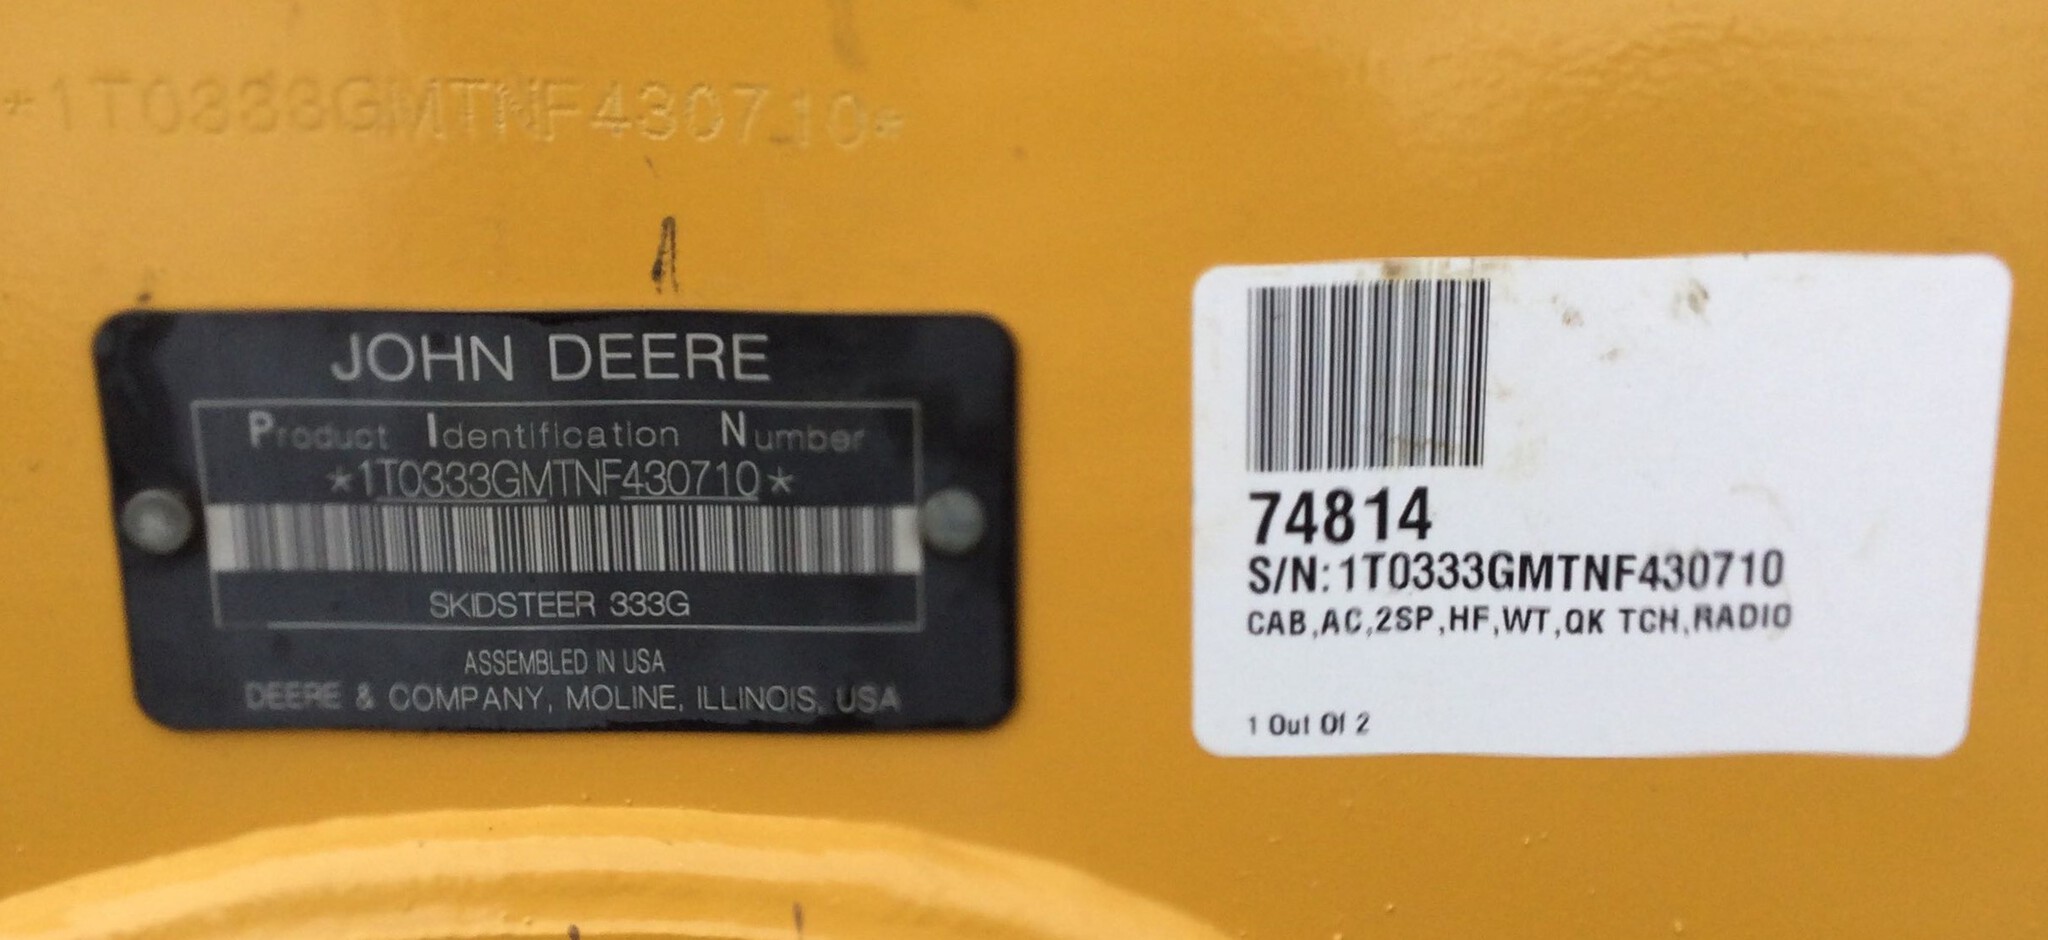 *1T0333GMTNF430710*
JOHN DEERE
Product Identification Number
*1T0333GMTNF430710*
SKIDSTEER 333G
ASSEMBLED IN USA
DEERE & COMPANY, MOLINE, ILLINOIS, USA
74814
S/N:1T0333GMTNF430710
CAB,AC,2SP,HF,WT,QK TCH,RADIO
1 Out Of 2